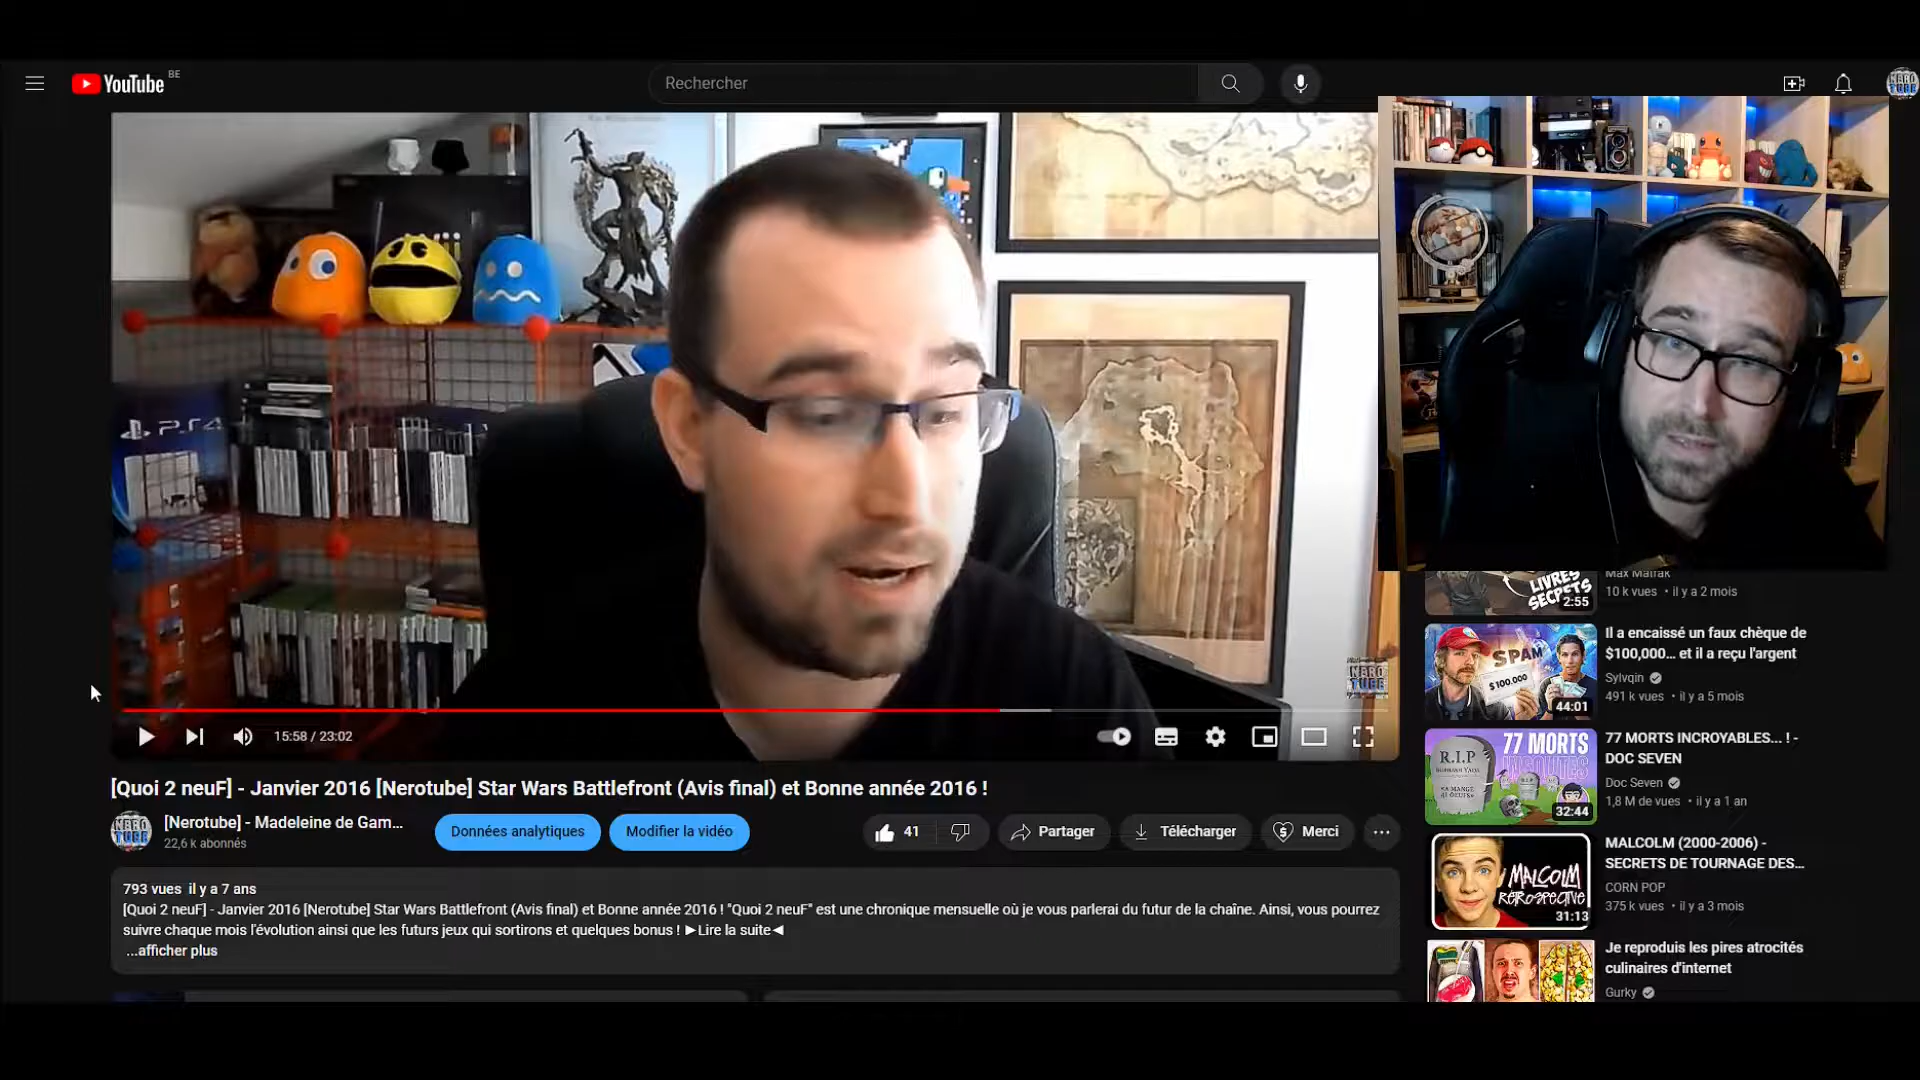 YouTube BE
Rechercher
PS4
NERO
TUBE
15:58 / 23:02
[Quoi 2 neuF] - Janvier 2016 [Nerotube] Star Wars Battlefront (Avis final) et Bonne année 2016 !
[Nerotube] - Madeleine de Gam...
22,6 k abonnés
Données analytiques
Modifier la vidéo
41
Partager
Télécharger
Merci
793 vues il y a 7 ans
[Quoi 2 neuF] - Janvier 2016 [Nerotube] Star Wars Battlefront (Avis final) et Bonne année 2016 ! "Quoi 2 neuF" est une chronique mensuelle où je vous parlerai du futur de la chaîne. Ainsi, vous pourrez
suivre chaque mois l'évolution ainsi que les futurs jeux qui sortirons et quelques bonus ! ►Lire la suite◄
...afficher plus
LIVRES
SECRETS
2:55
Max Matrak
10 k vues • il y a 2 mois
SPAM
$100,000
44:01
Il a encaissé un faux chèque de
$100,000... et il a reçu l'argent
Sylvqin
491 k vues • il y a 5 mois
77 MORTS
INSOLITES
R.I.P
32:44
77 MORTS INCROYABLES... ! -
DOC SEVEN
Doc Seven
1,8 M de vues • il y a 1 an
MALCOLM
RÉTROSPECTIVE
31:13
MALCOLM (2000-2006) -
SECRETS DE TOURNAGE DES...
CORN POP
375 k vues • il y a 3 mois
Je reproduis les pires atrocités
culinaires d'internet
Gurky